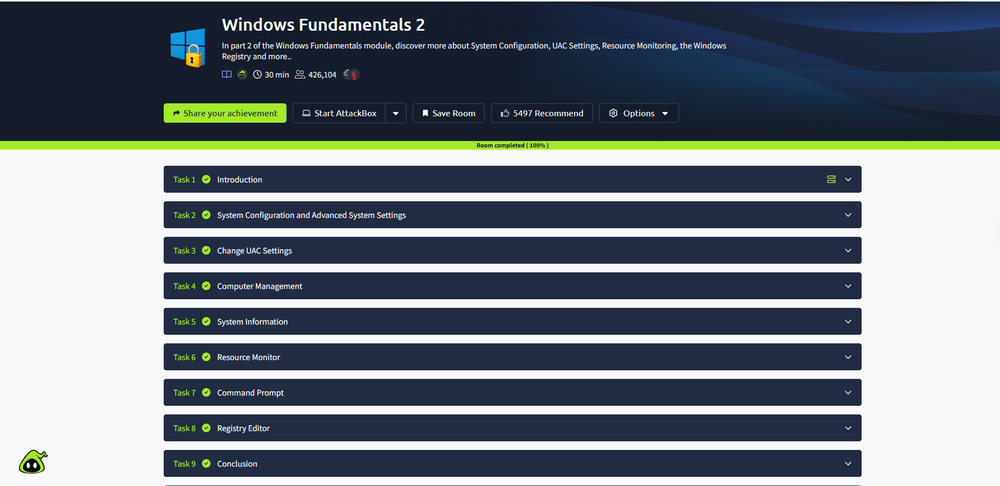 Windows Fundamentals 2
In part 2 of the Windows Fundamentals module, discover more about System Configuration, UAC Settings, Resource Monitoring, the Windows
Registry and more..
30 min 426,104
Share your achievement Start AttackBox Save Room 5497 Recommend Options
Room completed ( 100% )
Task 1 Introduction
Task 2 System Configuration and Advanced System Settings
Task 3 Change UAC Settings
Task 4 Computer Management
Task 5 System Information
Task 6 Resource Monitor
Task 7 Command Prompt
Task 8 Registry Editor
Task 9 Conclusion